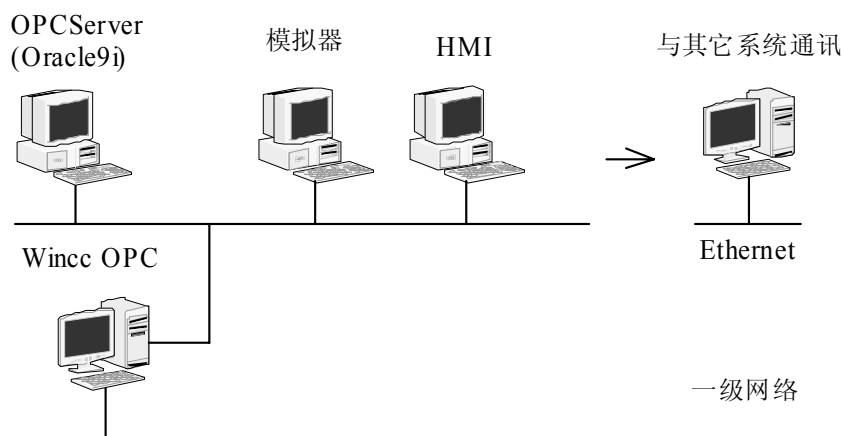 OPCServer
(Oracle9i)
模拟器
HMI
与其它系统通讯
Wincc OPC
Ethernet
一级网络